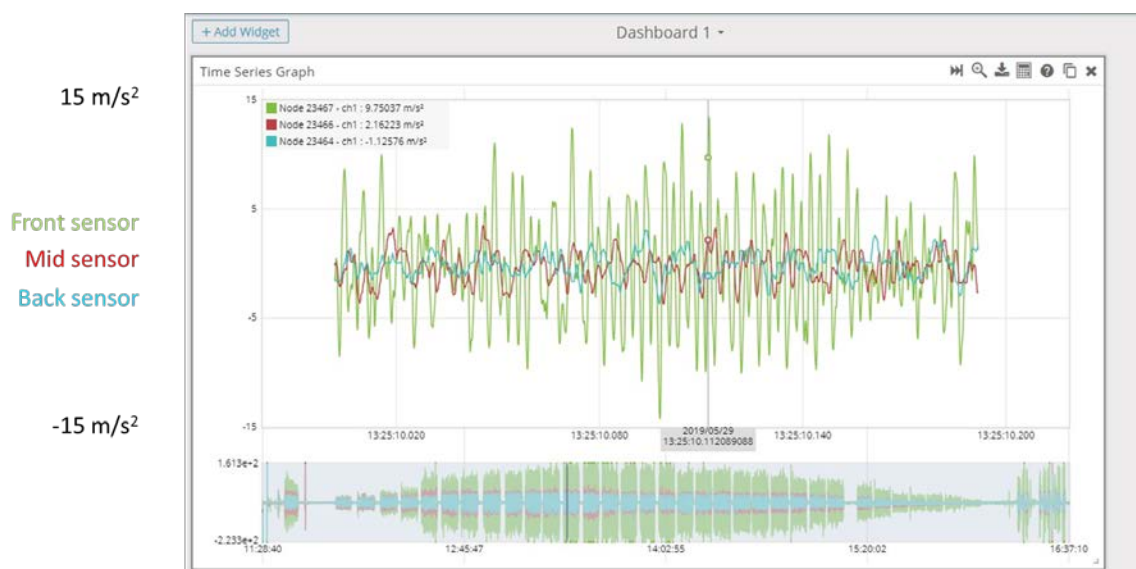 + Add Widget
Dashboard 1
Time Series Graph
15 m/s²
15
Node 23467 - ch1 : 9.75037 m/s²
Node 23466 - ch1 : 2.16223 m/s²
Node 23464 - ch1 : -1.12576 m/s²
5
Front sensor
Mid sensor
Back sensor
-5
-15 m/s²
-15
13:25:10.020
13:25:10.080
2019/05/29
13:25:10.112089088
13:25:10.140
13:25:10.200
1.613e+2
-2.233e+2
11:28:40
12:45:47
14:02:55
15:20:02
16:37:10